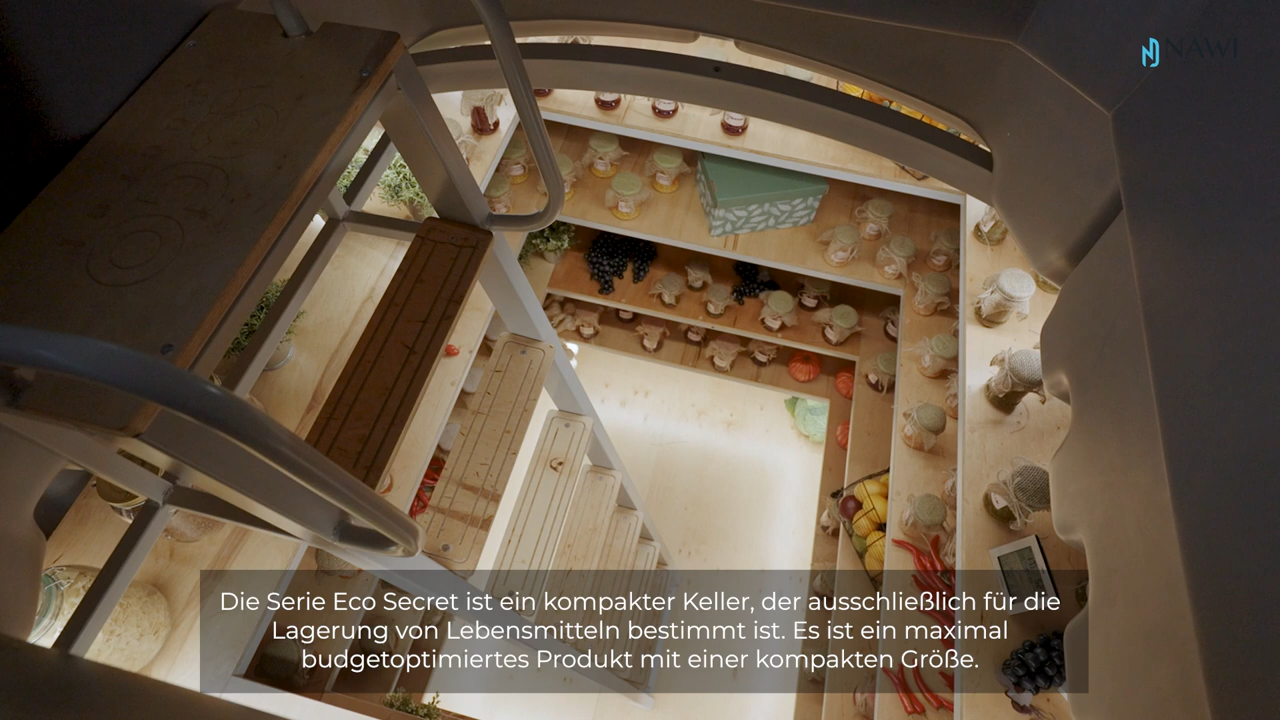 NAWI
Die Serie Eco Secret ist ein kompakter Keller, der ausschließlich für die
Lagerung von Lebensmitteln bestimmt ist. Es ist ein maximal
budgetoptimiertes Produkt mit einer kompakten Größe.